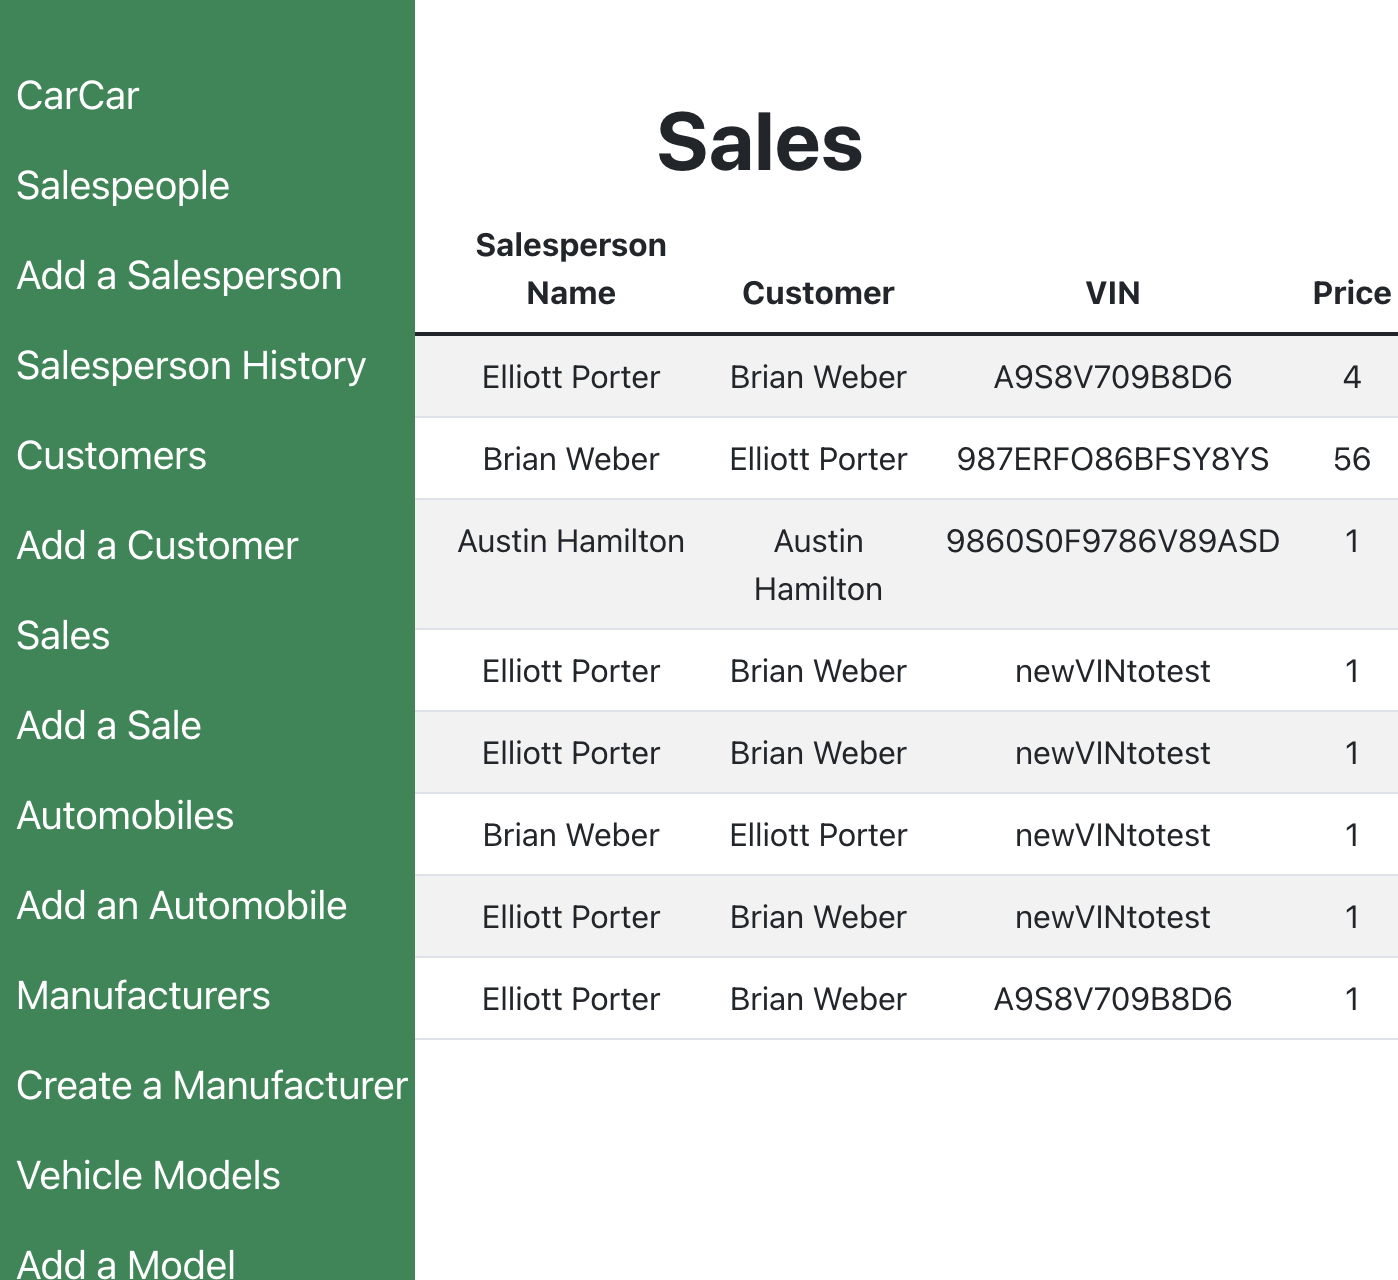 CarCar
Salespeople
Add a Salesperson
Salesperson History
Customers
Add a Customer
Sales
Add a Sale
Automobiles
Add an Automobile
Manufacturers
Create a Manufacturer
Vehicle Models
Add a Model
Sales
Salesperson
Name Customer VIN Price
Elliott Porter Brian Weber A9S8V709B8D6 4
Brian Weber Elliott Porter 987ERFO86BFSY8YS 56
Austin Hamilton Austin 9860S0F9786V89ASD 1
Hamilton
Elliott Porter Brian Weber newVINtotest 1
Elliott Porter Brian Weber newVINtotest 1
Brian Weber Elliott Porter newVINtotest 1
Elliott Porter Brian Weber newVINtotest 1
Elliott Porter Brian Weber A9S8V709B8D6 1